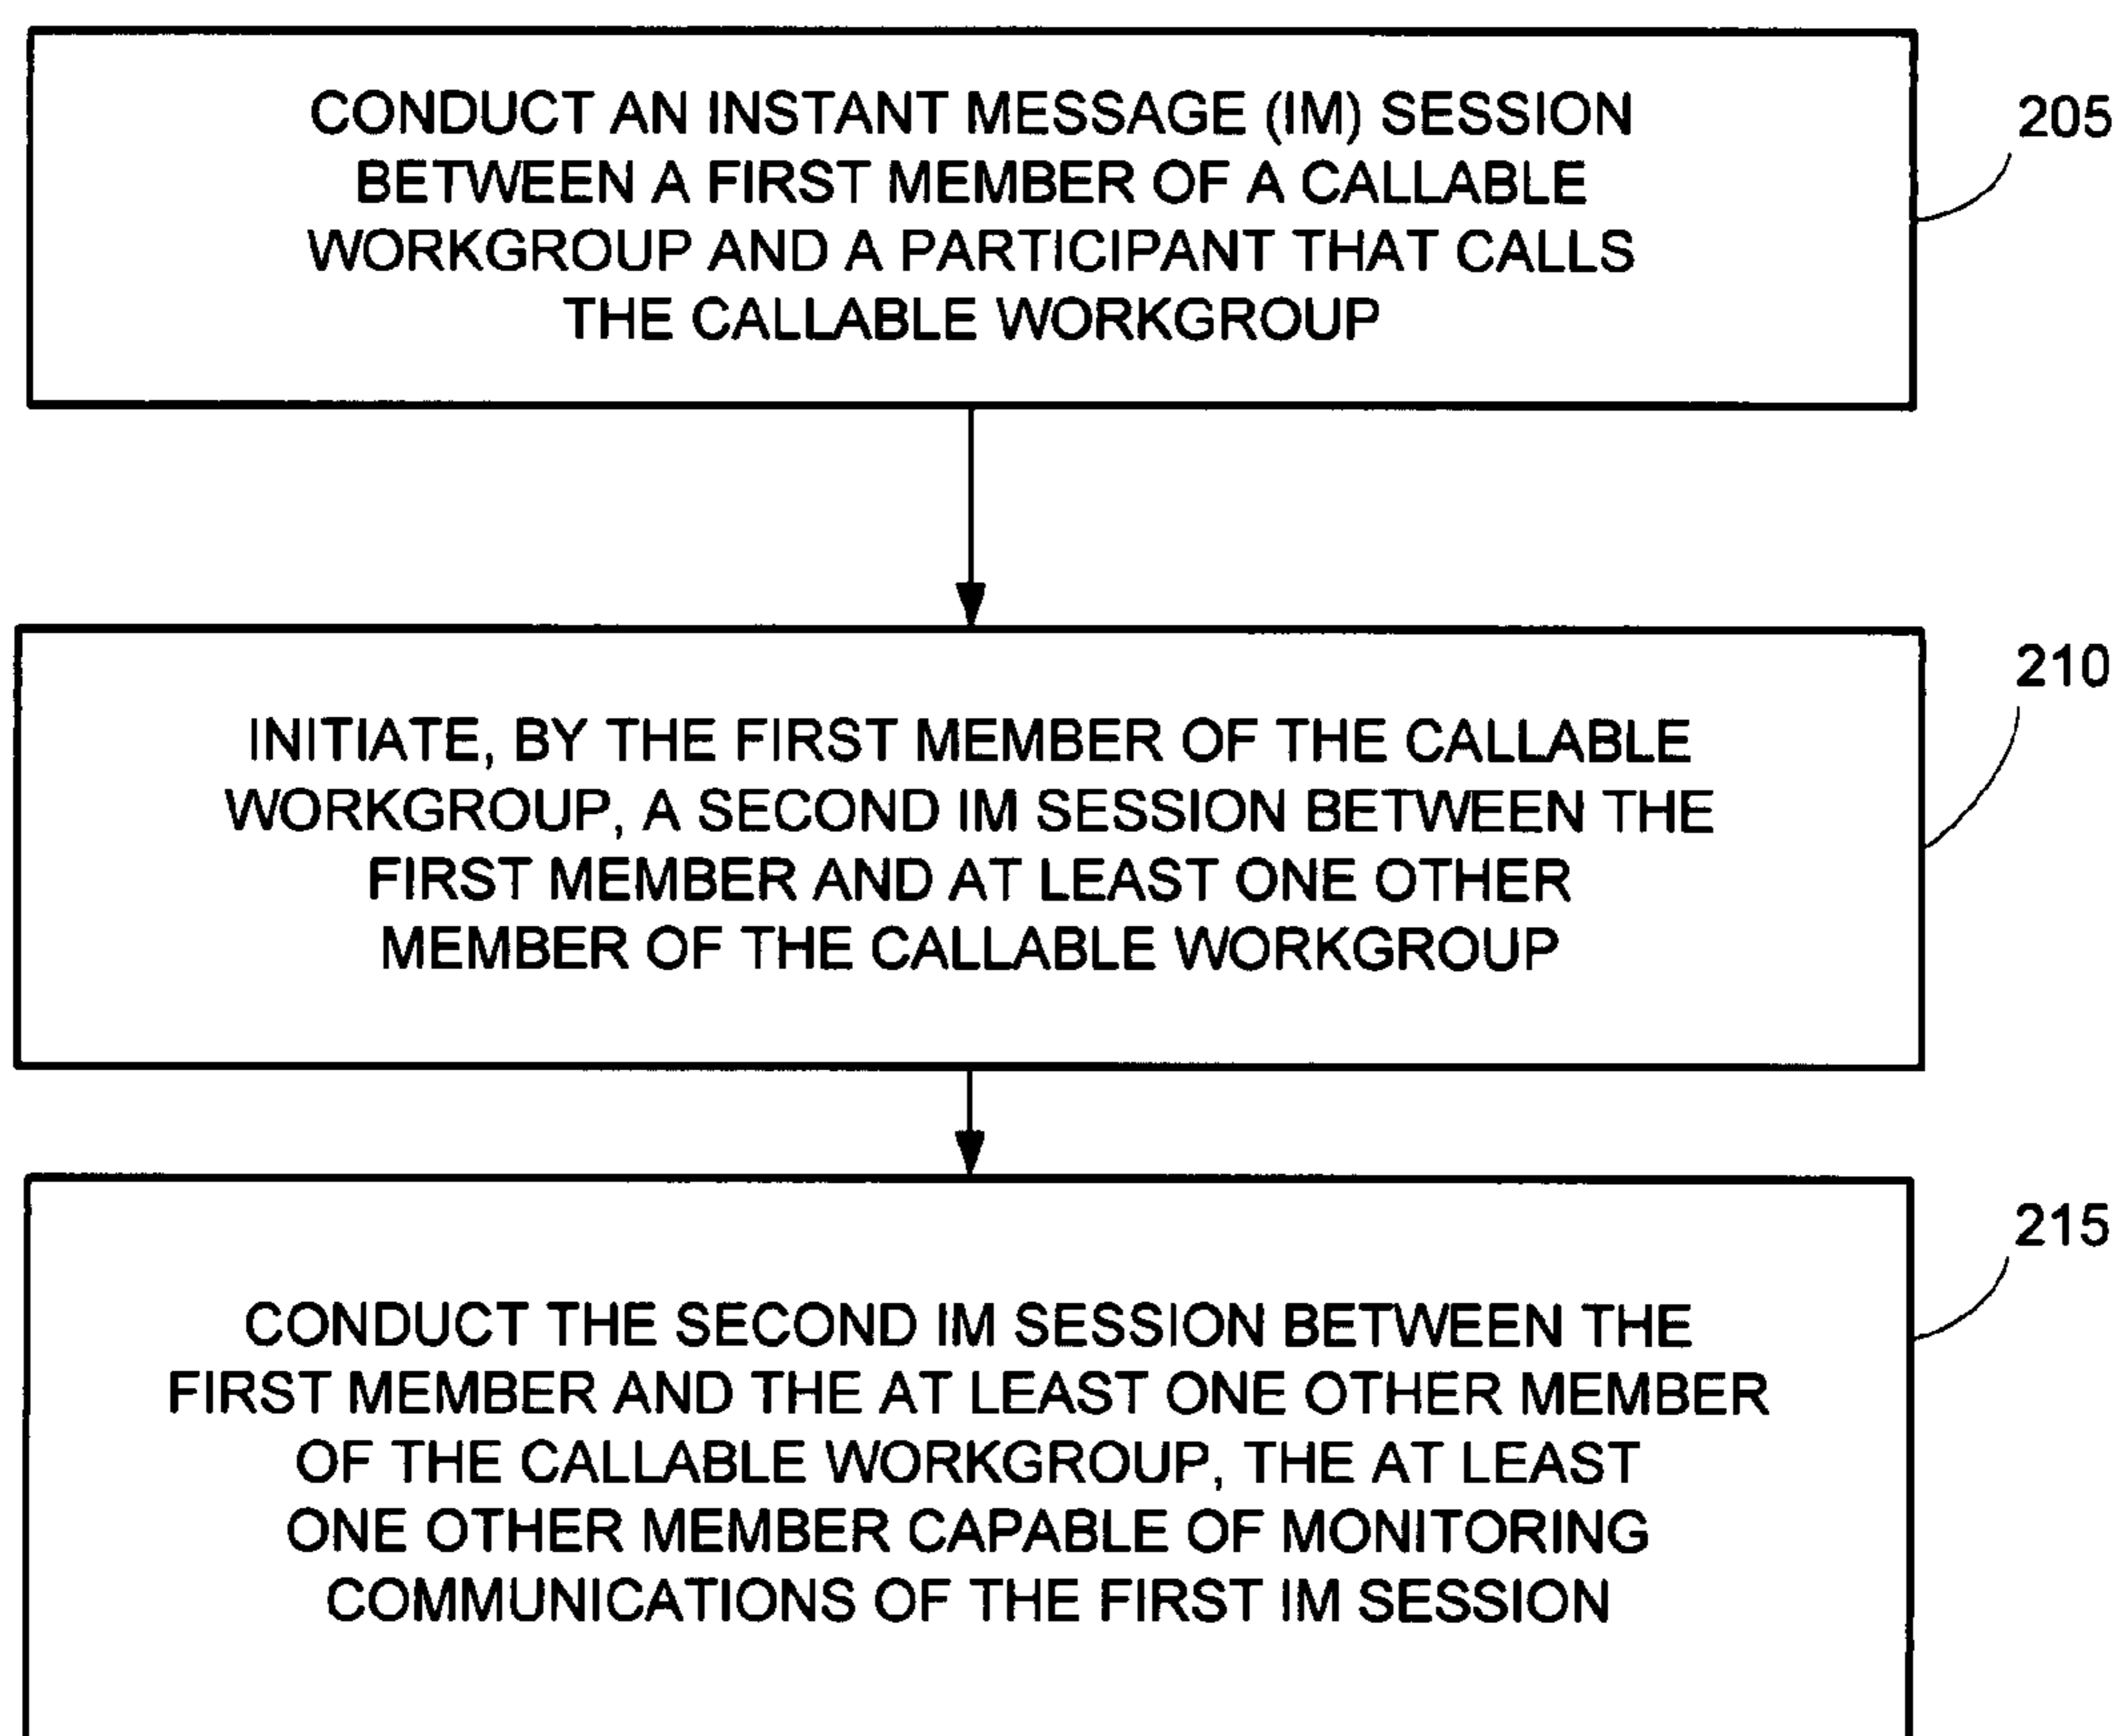 CONDUCT AN INSTANT MESSAGE (IM) SESSION
BETWEEN A FIRST MEMBER OF A CALLABLE
WORKGROUP AND A PARTICIPANT THAT CALLS
THE CALLABLE WORKGROUP
205
INITIATE, BY THE FIRST MEMBER OF THE CALLABLE
WORKGROUP, A SECOND IM SESSION BETWEEN THE
FIRST MEMBER AND AT LEAST ONE OTHER
MEMBER OF THE CALLABLE WORKGROUP
210
CONDUCT THE SECOND IM SESSION BETWEEN THE
FIRST MEMBER AND THE AT LEAST ONE OTHER MEMBER
OF THE CALLABLE WORKGROUP, THE AT LEAST
ONE OTHER MEMBER CAPABLE OF MONITORING
COMMUNICATIONS OF THE FIRST IM SESSION
215